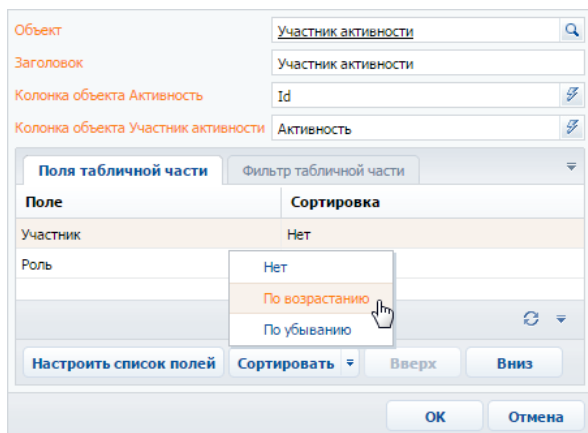 Объект Участник активности
Заголовок Участник активности
Колонка объекта Активность Id
Колонка объекта Участник активности Активность
Поля табличной части Фильтр табличной части
Поле Сортировка
Участник Нет
Роль Нет
По возрастанию
По убыванию
Настроить список полей Сортировать Вверх Вниз
ОК Отмена